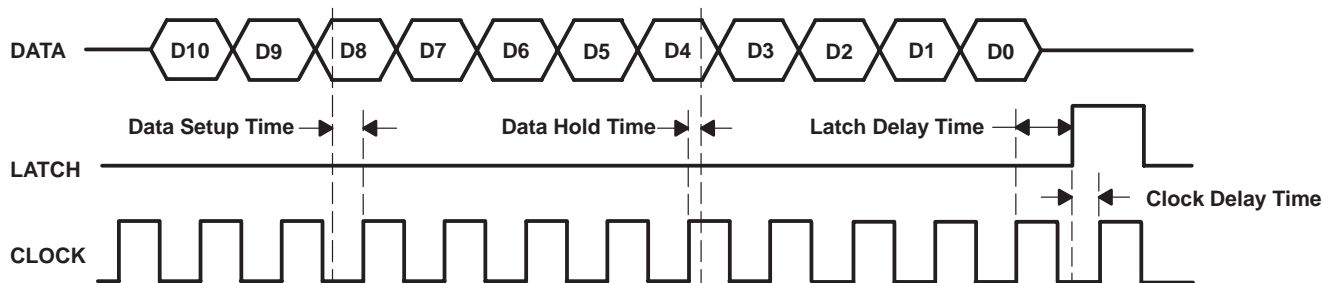 DATA D10 D9 D8 D7 D6 D5 D4 D3 D2 D1 D0
Data Setup Time Data Hold Time Latch Delay Time
LATCH
Clock Delay Time
CLOCK